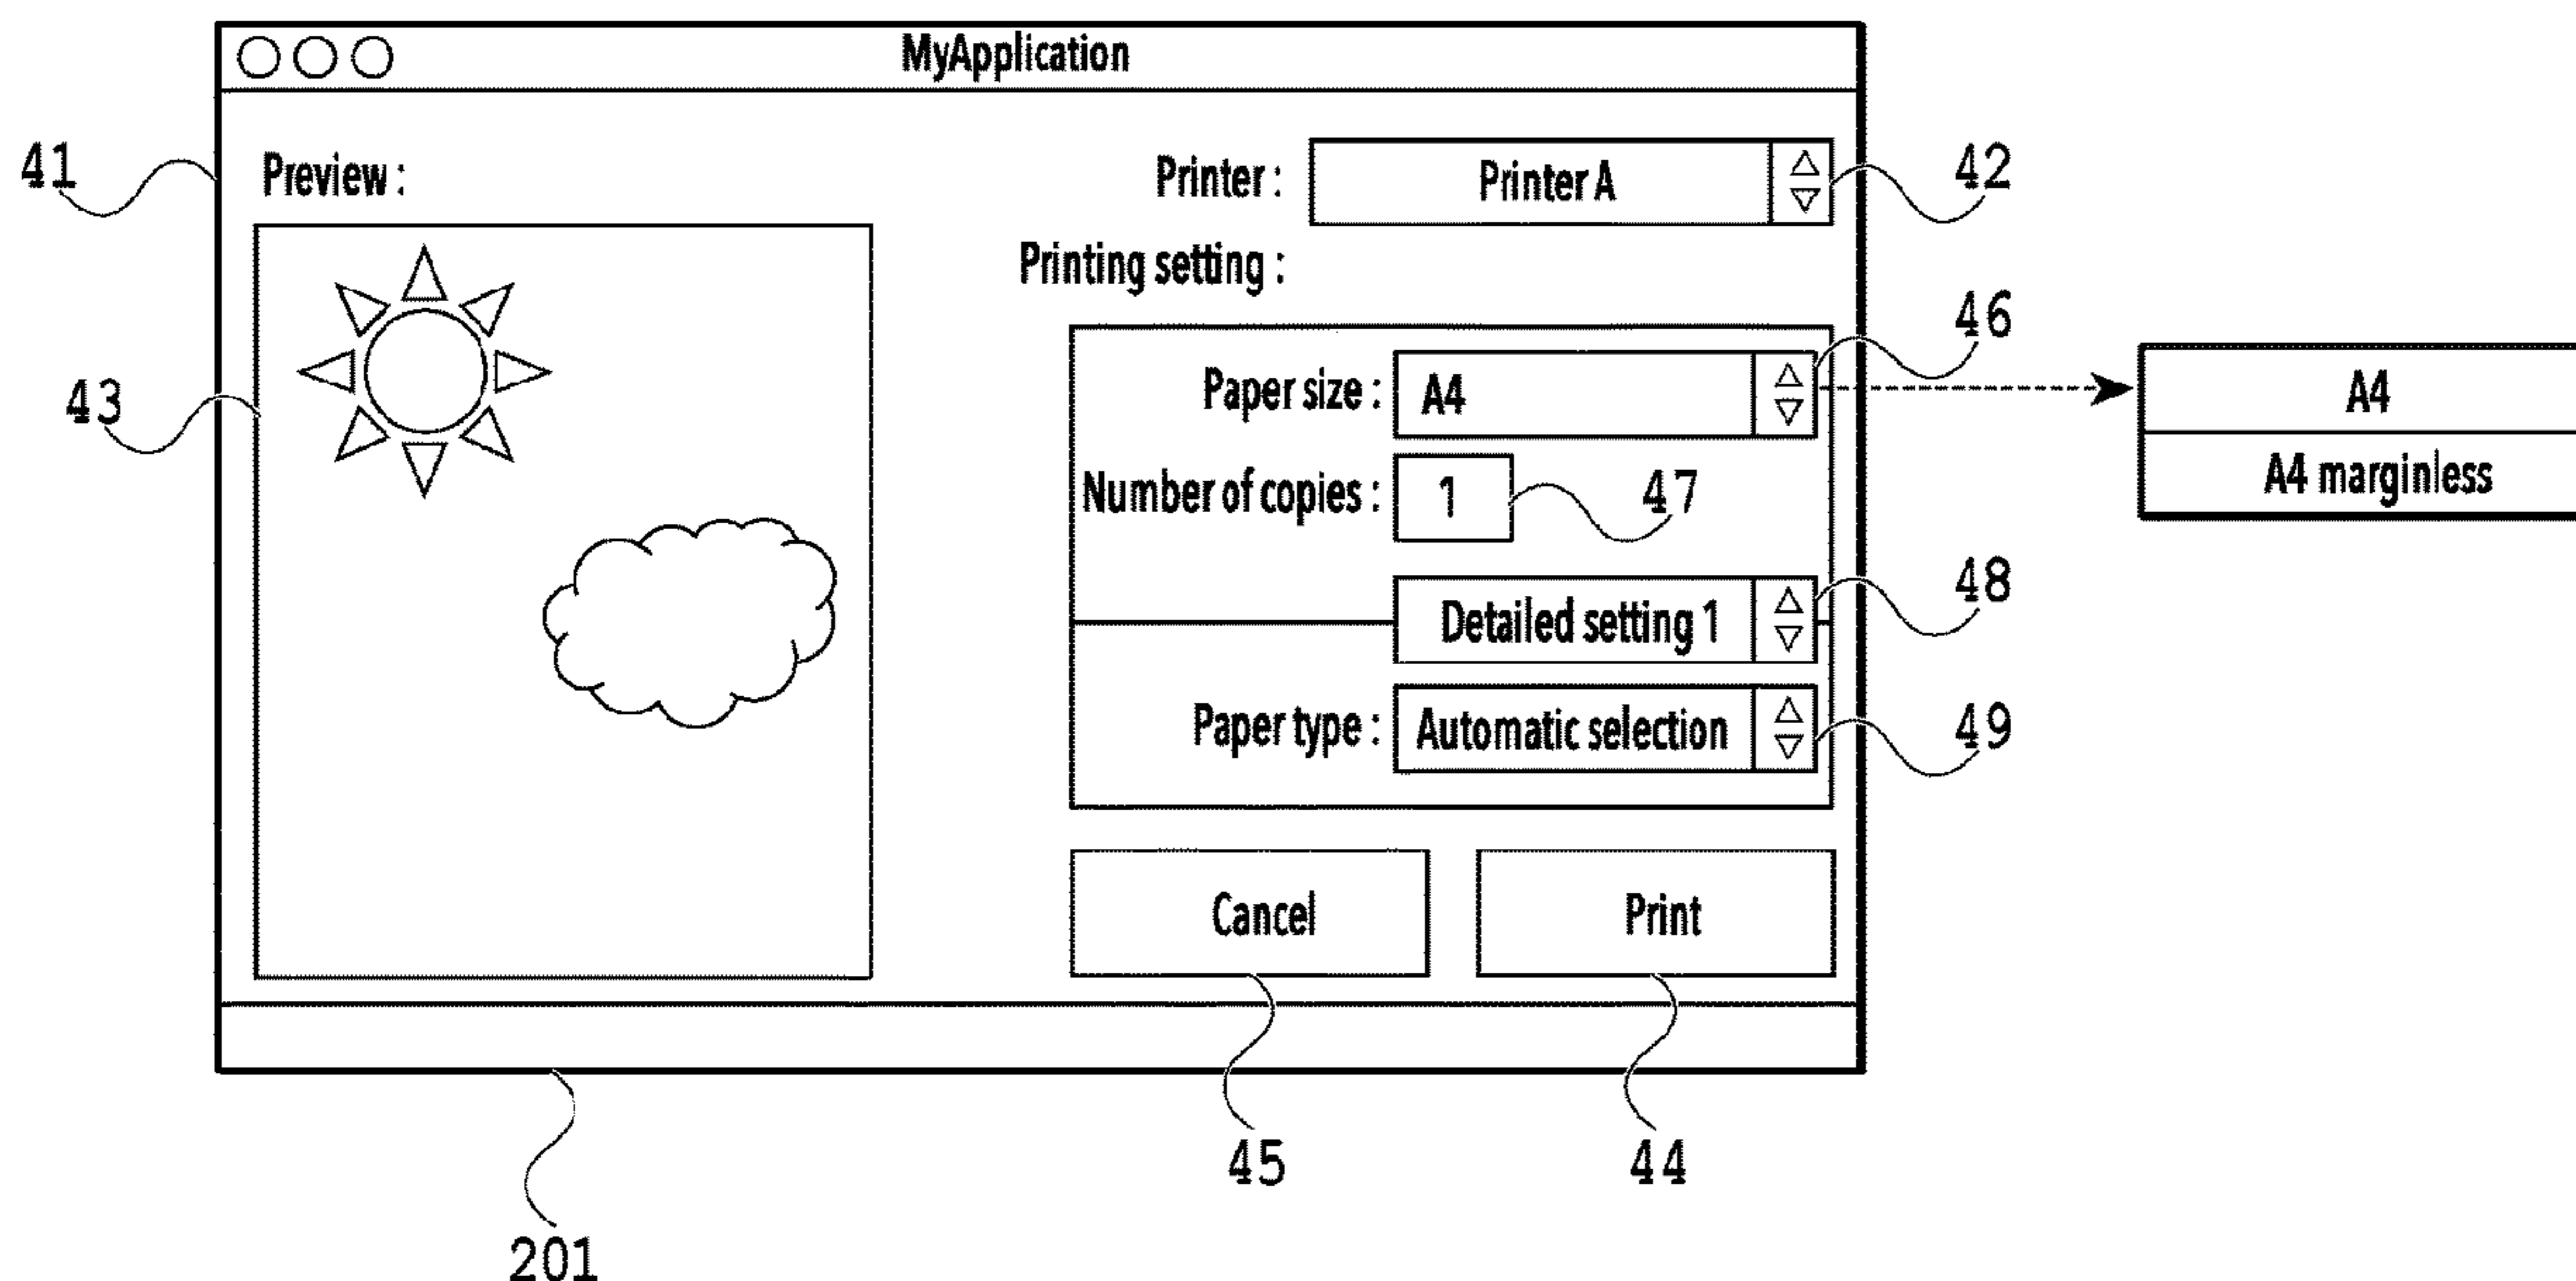 MyApplication
41
Preview :
Printer :
Printer A
42
Printing setting :
43
Paper size :
A4
46
A4
A4 marginless
Number of copies :
1
47
Detailed setting 1
48
Paper type :
Automatic selection
49
Cancel
Print
45
44
201